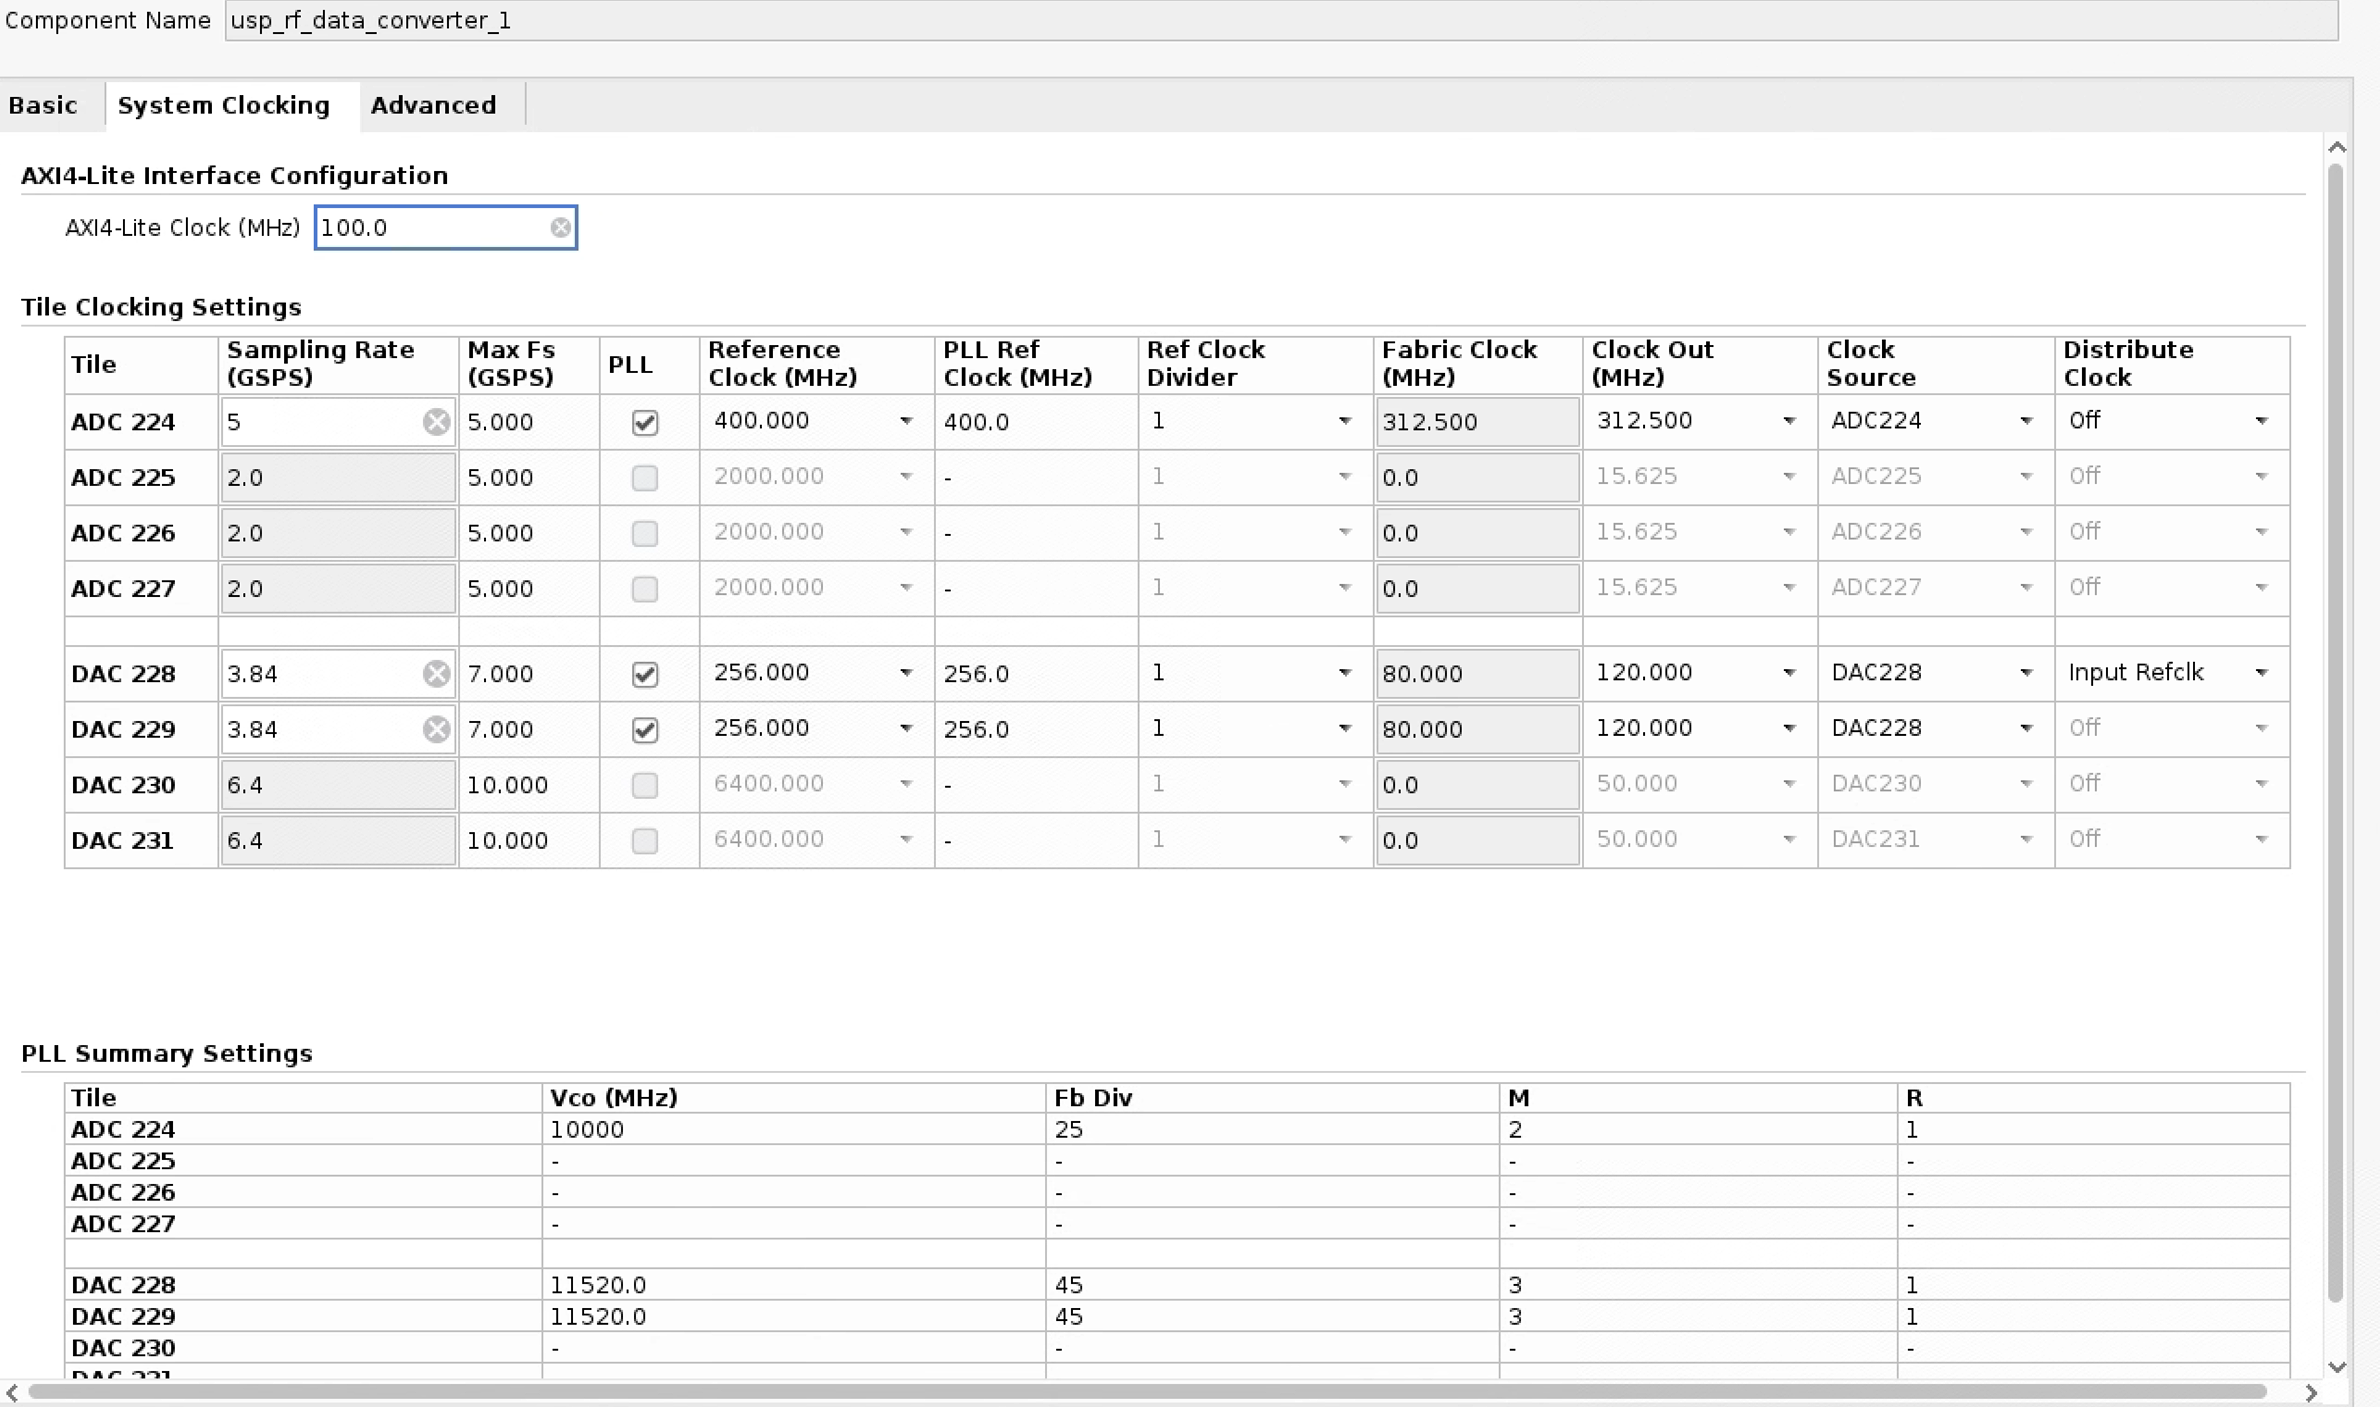 Component Name usp_rf_data_converter_1
Basic System Clocking Advanced
AXI4-Lite Interface Configuration
AXI4-Lite Clock (MHz) 100.0
Tile Clocking Settings
Tile Sampling Rate (GSPS) Max Fs (GSPS) PLL Reference Clock (MHz) PLL Ref Clock (MHz) Ref Clock Divider Fabric Clock (MHz) Clock Out (MHz) Clock Source Distribute Clock
ADC 224 5 5.000 400.000 400.0 1 312.500 312.500 ADC224 Off
ADC 225 2.0 5.000 2000.000 - 1 0.0 15.625 ADC225 Off
ADC 226 2.0 5.000 2000.000 - 1 0.0 15.625 ADC226 Off
ADC 227 2.0 5.000 2000.000 - 1 0.0 15.625 ADC227 Off
DAC 228 3.84 7.000 256.000 256.0 1 80.000 120.000 DAC228 Input Refclk
DAC 229 3.84 7.000 256.000 256.0 1 80.000 120.000 DAC228 Off
DAC 230 6.4 10.000 6400.000 - 1 0.0 50.000 DAC230 Off
DAC 231 6.4 10.000 6400.000 - 1 0.0 50.000 DAC231 Off
PLL Summary Settings
Tile Vco (MHz) Fb Div M R
ADC 224 10000 25 2 1
ADC 225 - - - -
ADC 226 - - - -
ADC 227 - - - -
DAC 228 11520.0 45 3 1
DAC 229 11520.0 45 3 1
DAC 230 - - - -
DAC 231